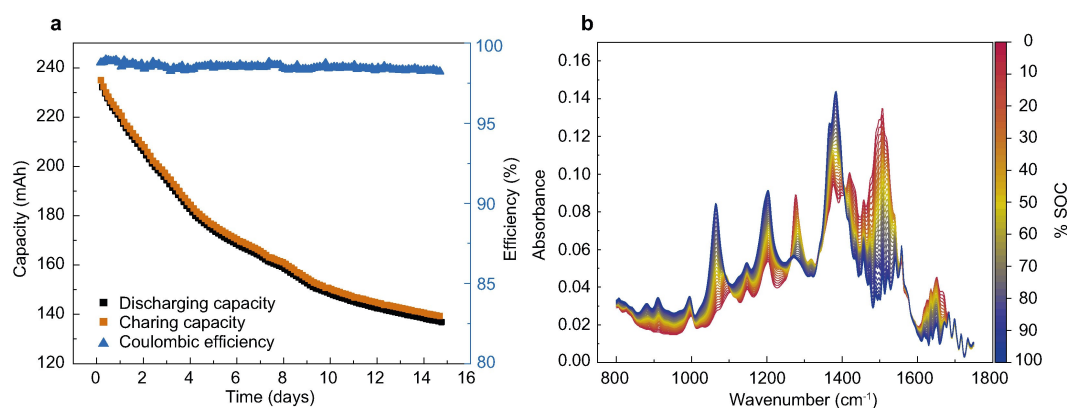 a
240
220
200
180
160
140
120
Capacity (mAh)
100
95
90
85
80
Efficiency (%)
Discharging capacity
Charing capacity
Coulombic efficiency
0 2 4 6 8 10 12 14 16
Time (days)
b
0.16
0.14
0.12
0.10
0.08
0.06
0.04
0.02
0.00
Absorbance
800 1000 1200 1400 1600 1800
Wavenumber (cm⁻¹)
0
10
20
30
40
50
60
70
80
90
100
% SOC